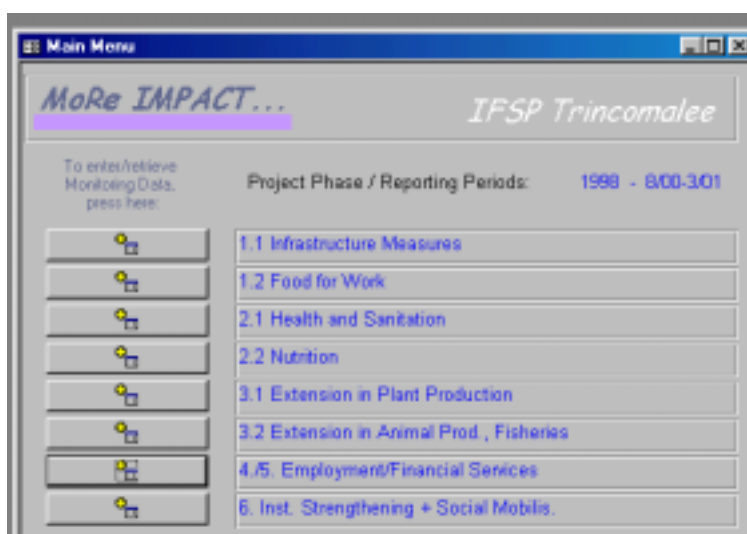 Main Menu
MoRe IMPACT...
IFSP Trincomalee
To enter/retrieve
Monitoring Data,
press here:
Project Phase / Reporting Periods: 1998 - 8/00-3/01
1.1 Infrastructure Measures
1.2 Food for Work
2.1 Health and Sanitation
2.2 Nutrition
3.1 Extension in Plant Production
3.2 Extension in Animal Prod., Fisheries
4./5. Employment/Financial Services
6. Inst. Strengthening + Social Mobilis.